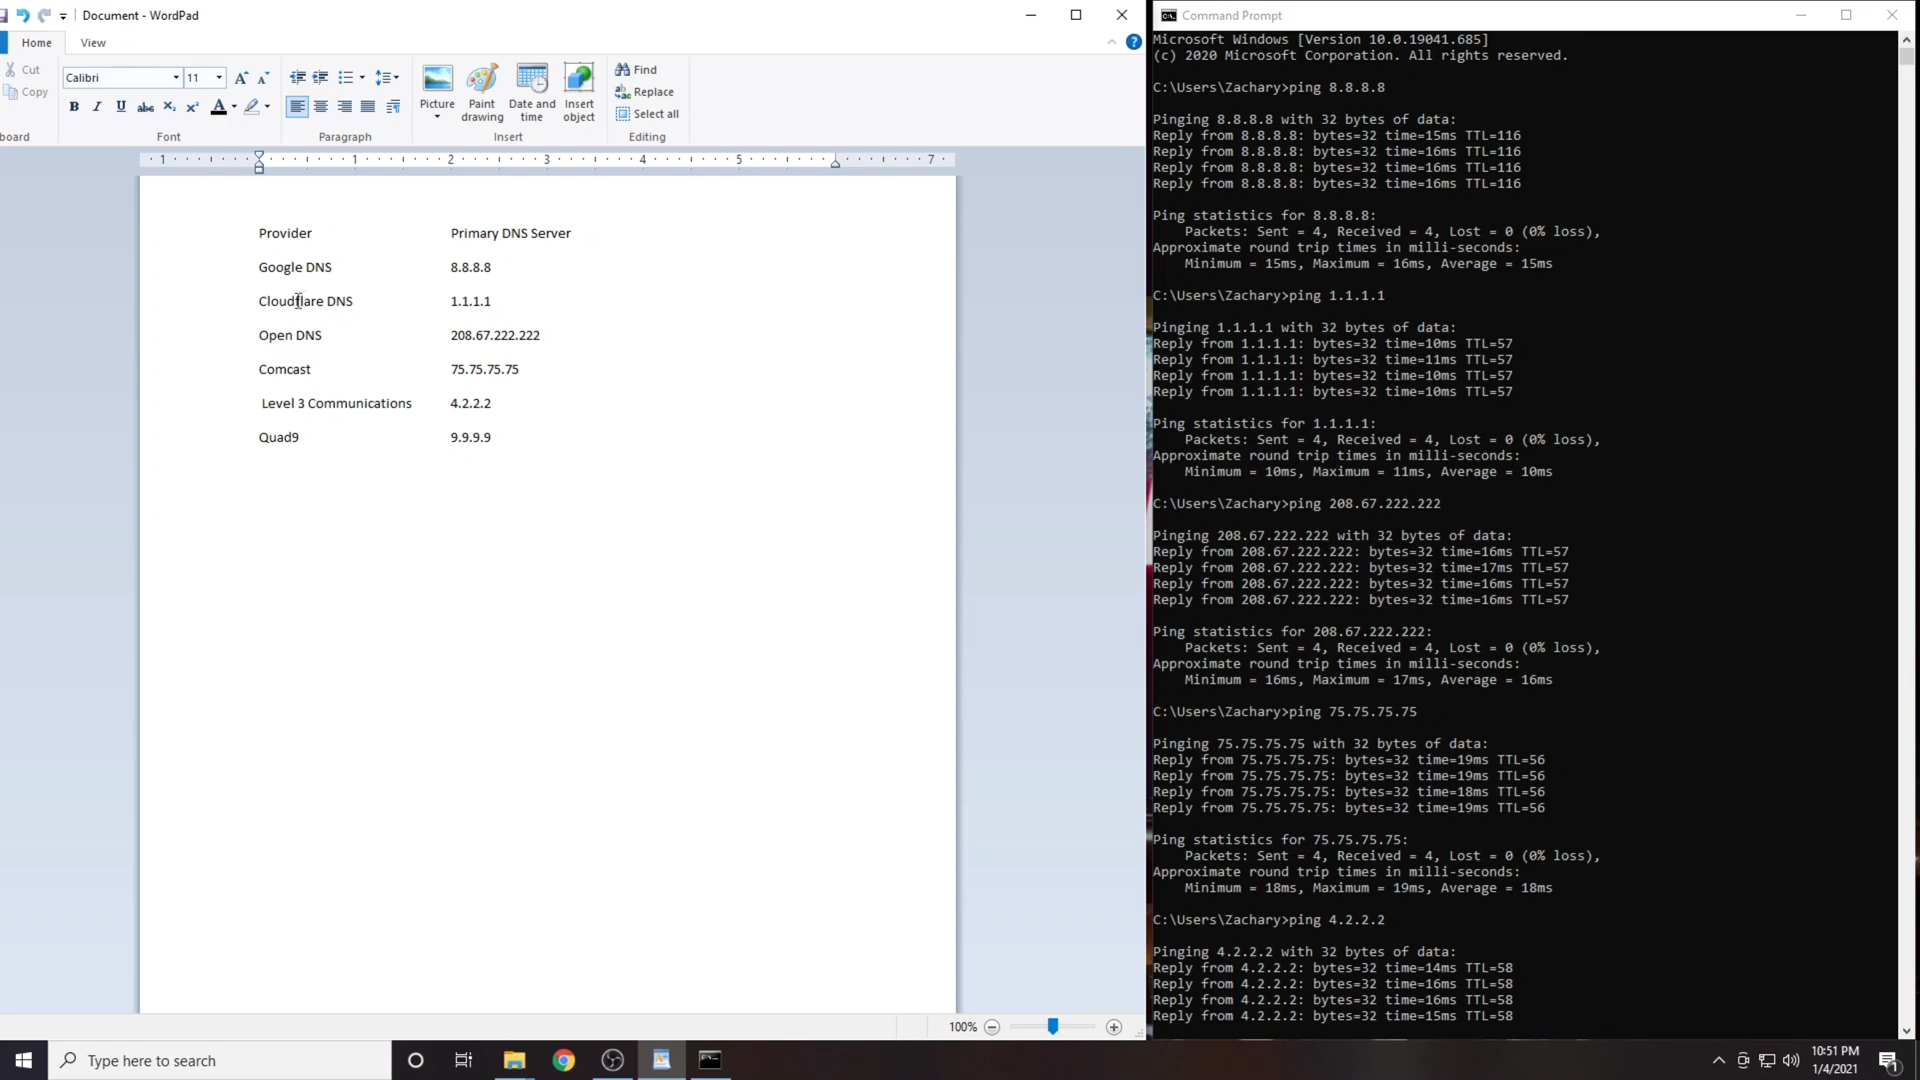 Document - WordPad
Home View
Cut
Copy
board
Calibri 11
Font
Paragraph
Picture
Paint drawing
Date and time
Insert object
Insert
Find
Replace
Select all
Editing
1 1 2 3 4 5 7
Provider Primary DNS Server
Google DNS 8.8.8.8
Cloudflare DNS 1.1.1.1
Open DNS 208.67.222.222
Comcast 75.75.75.75
Level 3 Communications 4.2.2.2
Quad9 9.9.9.9
100%
Command Prompt
Microsoft Windows [Version 10.0.19041.685]
(c) 2020 Microsoft Corporation. All rights reserved.
C:\Users\Zachary>ping 8.8.8.8
Pinging 8.8.8.8 with 32 bytes of data:
Reply from 8.8.8.8: bytes=32 time=15ms TTL=116
Reply from 8.8.8.8: bytes=32 time=16ms TTL=116
Reply from 8.8.8.8: bytes=32 time=16ms TTL=116
Reply from 8.8.8.8: bytes=32 time=16ms TTL=116
Ping statistics for 8.8.8.8:
Packets: Sent = 4, Received = 4, Lost = 0 (0% loss),
Approximate round trip times in milli-seconds:
Minimum = 15ms, Maximum = 16ms, Average = 15ms
C:\Users\Zachary>ping 1.1.1.1
Pinging 1.1.1.1 with 32 bytes of data:
Reply from 1.1.1.1: bytes=32 time=10ms TTL=57
Reply from 1.1.1.1: bytes=32 time=11ms TTL=57
Reply from 1.1.1.1: bytes=32 time=10ms TTL=57
Reply from 1.1.1.1: bytes=32 time=10ms TTL=57
Ping statistics for 1.1.1.1:
Packets: Sent = 4, Received = 4, Lost = 0 (0% loss),
Approximate round trip times in milli-seconds:
Minimum = 10ms, Maximum = 11ms, Average = 10ms
C:\Users\Zachary>ping 208.67.222.222
Pinging 208.67.222.222 with 32 bytes of data:
Reply from 208.67.222.222: bytes=32 time=16ms TTL=57
Reply from 208.67.222.222: bytes=32 time=17ms TTL=57
Reply from 208.67.222.222: bytes=32 time=16ms TTL=57
Reply from 208.67.222.222: bytes=32 time=16ms TTL=57
Ping statistics for 208.67.222.222:
Packets: Sent = 4, Received = 4, Lost = 0 (0% loss),
Approximate round trip times in milli-seconds:
Minimum = 16ms, Maximum = 17ms, Average = 16ms
C:\Users\Zachary>ping 75.75.75.75
Pinging 75.75.75.75 with 32 bytes of data:
Reply from 75.75.75.75: bytes=32 time=19ms TTL=56
Reply from 75.75.75.75: bytes=32 time=19ms TTL=56
Reply from 75.75.75.75: bytes=32 time=18ms TTL=56
Reply from 75.75.75.75: bytes=32 time=19ms TTL=56
Ping statistics for 75.75.75.75:
Packets: Sent = 4, Received = 4, Lost = 0 (0% loss),
Approximate round trip times in milli-seconds:
Minimum = 18ms, Maximum = 19ms, Average = 18ms
C:\Users\Zachary>ping 4.2.2.2
Pinging 4.2.2.2 with 32 bytes of data:
Reply from 4.2.2.2: bytes=32 time=14ms TTL=58
Reply from 4.2.2.2: bytes=32 time=16ms TTL=58
Reply from 4.2.2.2: bytes=32 time=16ms TTL=58
Reply from 4.2.2.2: bytes=32 time=15ms TTL=58
Type here to search
10:51 PM
1/4/2021
1